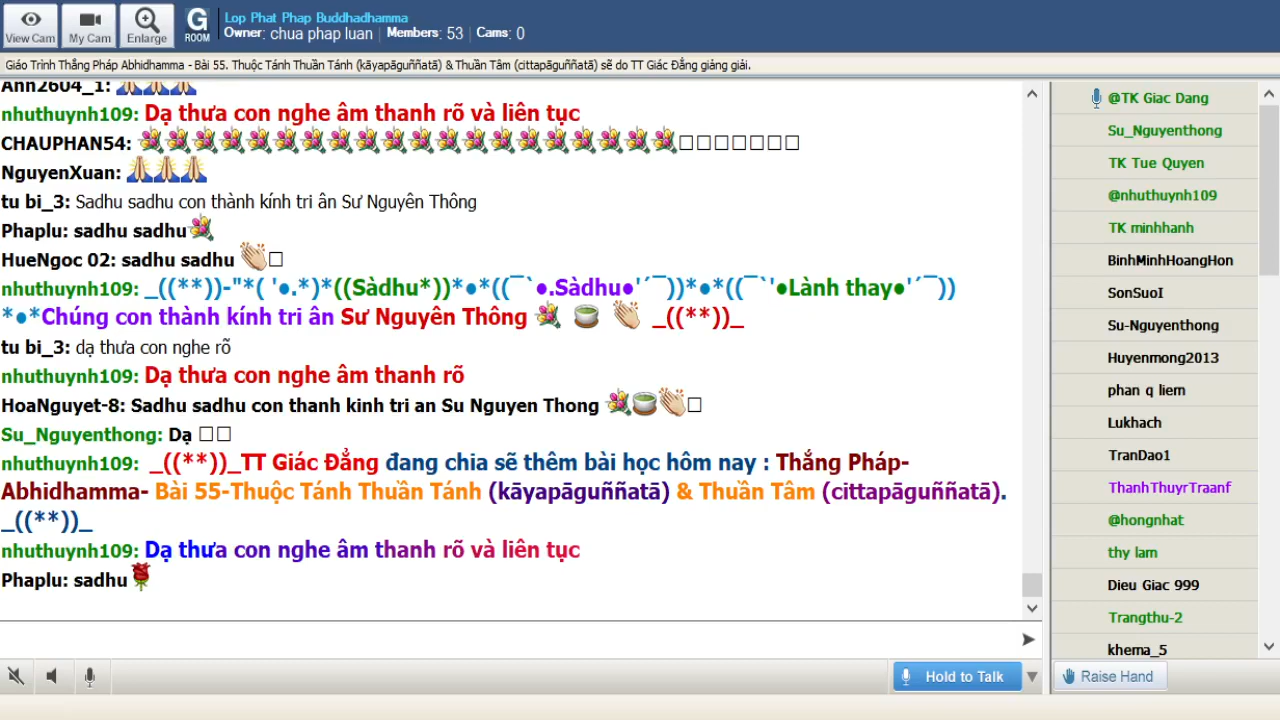 View Cam
My Cam
Enlarge
G
ROOM
Lop Phat Phap Buddhadhamma
Owner: chua phap luan | Members: 53 | Cams: 0
Giáo Trình Thắng Pháp Abhidhamma - Bài 55. Thuộc Tánh Thuần Tánh (kāyapāguññatā) & Thuần Tâm (cittapāguññatā) sẽ do TT Giác Đẳng giảng giải.
Anh2604_1:
nhuthuynh109: Dạ thưa con nghe âm thanh rõ và liên tục
CHAUPHAN54:
NguyenXuan:
tu bi_3: Sadhu sadhu con thành kính tri ân Sư Nguyên Thông
Phaplu: sadhu sadhu
HueNgoc 02: sadhu sadhu
nhuthuynh109: _((**))-"*( '●.*)*((Sàdhu*))*●*((¯`●.Sàdhu●'´¯))*●*((¯`'●Lành thay●'´¯))
*●*Chúng con thành kính tri ân Sư Nguyên Thông _((**))_
tu bi_3: dạ thưa con nghe rõ
nhuthuynh109: Dạ thưa con nghe âm thanh rõ
HoaNguyet-8: Sadhu sadhu con thanh kinh tri an Su Nguyen Thong
Su_Nguyenthong: Dạ
nhuthuynh109: _((**))_TT Giác Đẳng đang chia sẽ thêm bài học hôm nay : Thắng Pháp-
Abhidhamma- Bài 55-Thuộc Tánh Thuần Tánh (kāyapāguññatā) & Thuần Tâm (cittapāguññatā).
_((**))_
nhuthuynh109: Dạ thưa con nghe âm thanh rõ và liên tục
Phaplu: sadhu
@TK Giac Dang
Su_Nguyenthong
TK Tue Quyen
@nhuthuynh109
TK minhhanh
BinhMinhHoangHon
SonSuoI
Su-Nguyenthong
Huyenmong2013
phan q liem
Lukhach
TranDao1
ThanhThuyrTraanf
@hongnhat
thy lam
Dieu Giac 999
Trangthu-2
khema_5
Hold to Talk
Raise Hand